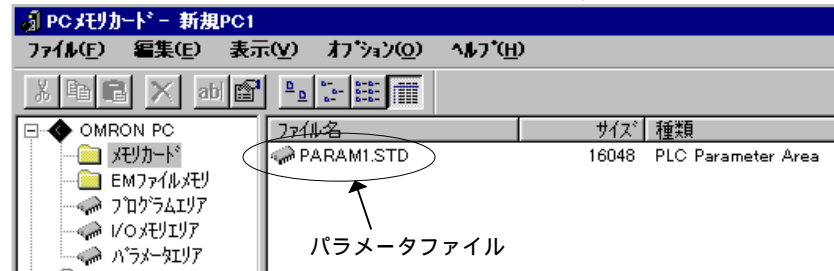 PCメモリカード - 新規PC1
ファイル(F) 編集(E) 表示(V) オプション(O) ヘルプ(H)
ab
OMRON PC
メモリカード
EMファイルメモリ
プログラムエリア
I/Oメモリエリア
パラメータエリア
ファイル名 サイズ 種類
PARAM1.STD 16048 PLC Parameter Area
パラメータファイル